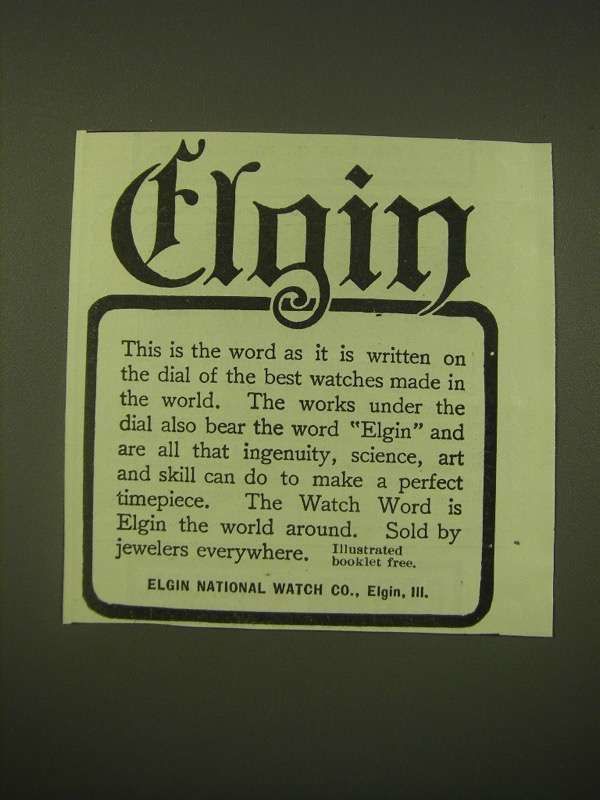 Elgin
This is the word as it is written on
the dial of the best watches made in
the world. The works under the
dial also bear the word "Elgin" and
are all that ingenuity, science, art
and skill can do to make a perfect
timepiece. The Watch Word is
Elgin the world around. Sold by
jewelers everywhere. Illustrated
booklet free.
ELGIN NATIONAL WATCH CO., Elgin, Ill.